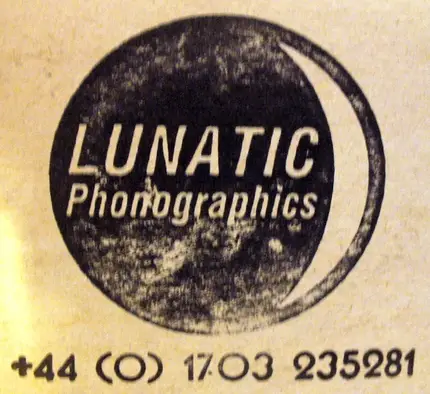 LUNATIC
Phonographics
+44 (0) 1703 235281